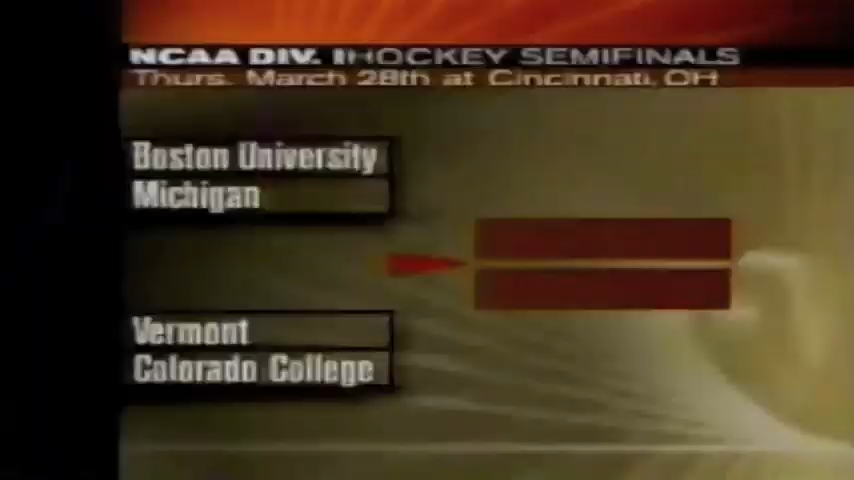 NCAA DIV. I HOCKEY SEMIFINALS
Thurs. March 28th at Cincinnati, OH
Boston University
Michigan
Vermont
Colorado College